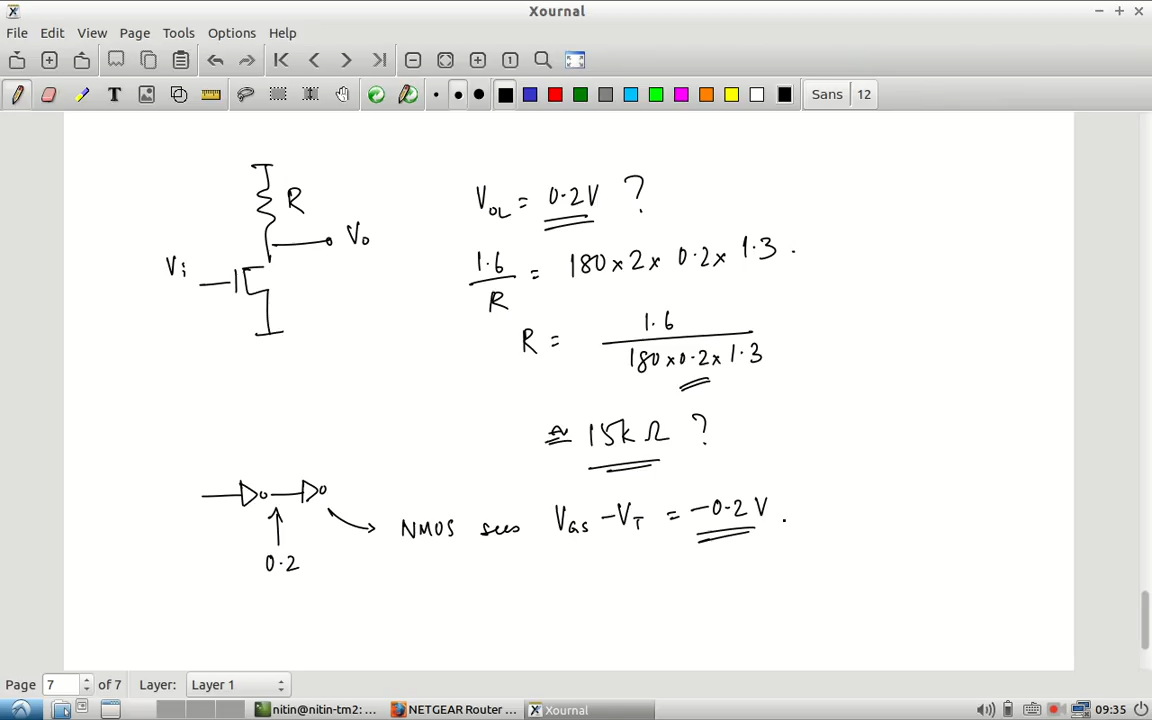 Xournal
File Edit View Page Tools Options Help
Sans 12
R
Vo
Vi
VOL = 0.2V ?
1.6/R = 180 × 2 × 0.2 × 1.3 .
R = 1.6/180 × 0.2 × 1.3
≈ 15k Ω ?
0.2
NMOS sees VGS - VT = -0.2 V .
Page 7 of 7 Layer: Layer 1
nitin@nitin-tm2: ... NETGEAR Router ... Xournal 09:35